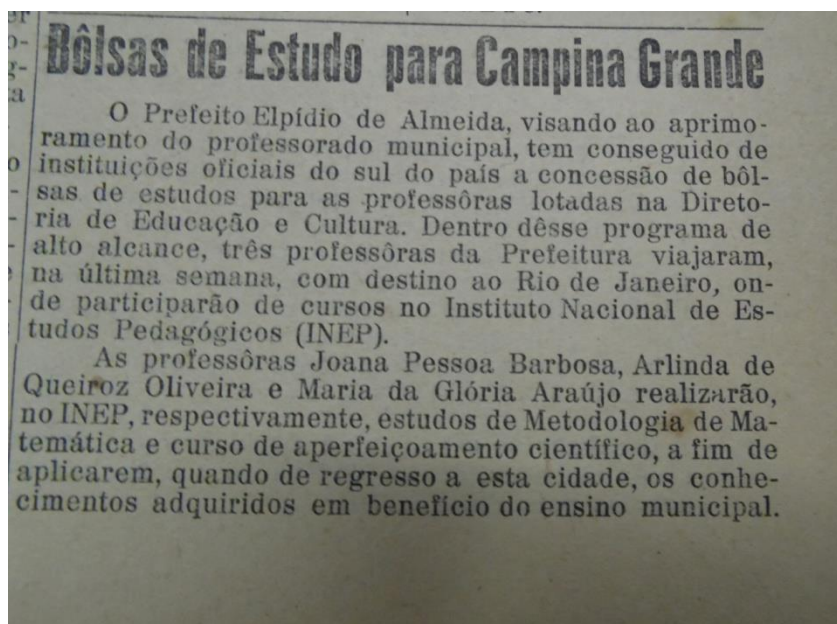 Bôlsas de Estudo para Campina Grande
O Prefeito Elpídio de Almeida, visando ao aprimo-
ramento do professorado municipal, tem conseguido de
instituições oficiais do sul do país a concessão de bôl-
sas de estudos para as professôras lotadas na Direto-
ria de Educação e Cultura. Dentro dêsse programa de
alto alcance, três professôras da Prefeitura viajaram,
na última semana, com destino ao Rio de Janeiro, on-
de participarão de cursos no Instituto Nacional de Es-
tudos Pedagógicos (INEP).
As professôras Joana Pessoa Barbosa, Arlinda de
Queiroz Oliveira e Maria da Glória Araújo realizarão,
no INEP, respectivamente, estudos de Metodologia de Ma-
temática e curso de aperfeiçoamento científico, a fim de
aplicarem, quando de regresso a esta cidade, os conhe-
cimentos adquiridos em benefício do ensino municipal.